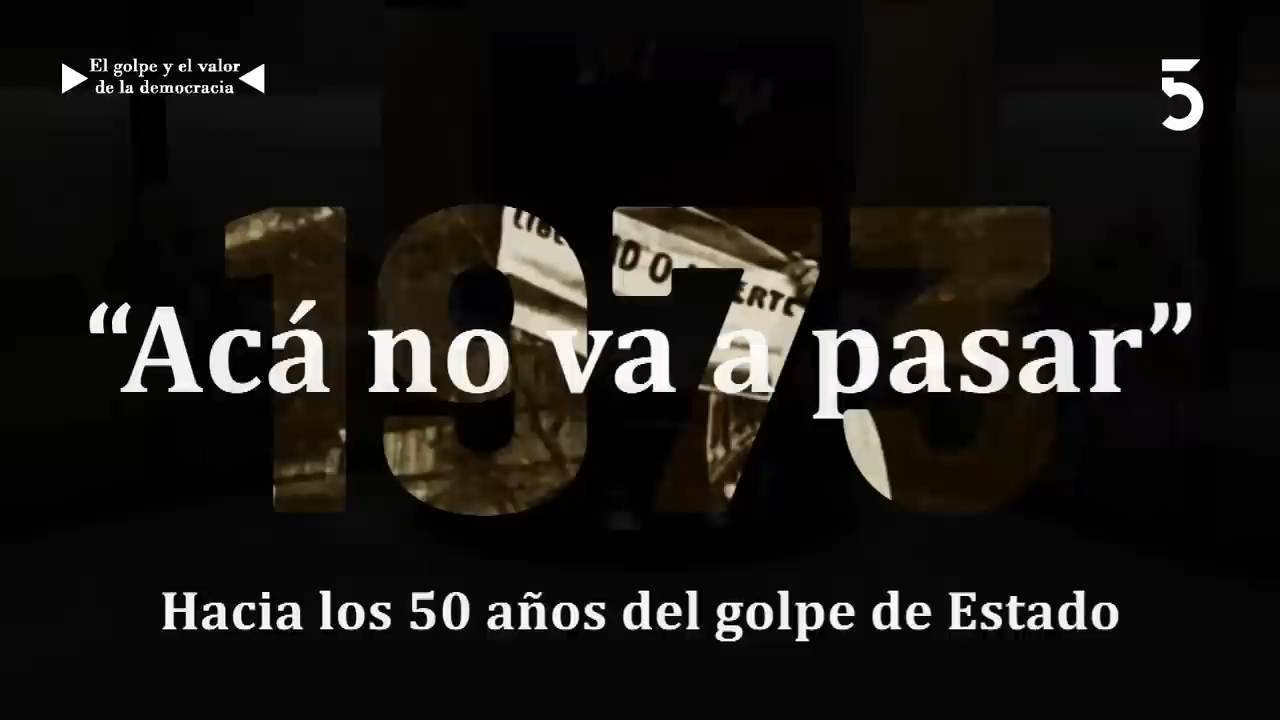 El golpe y el valor
de la democracia
5
1973
“Acá no va a pasar”
Hacia los 50 años del golpe de Estado